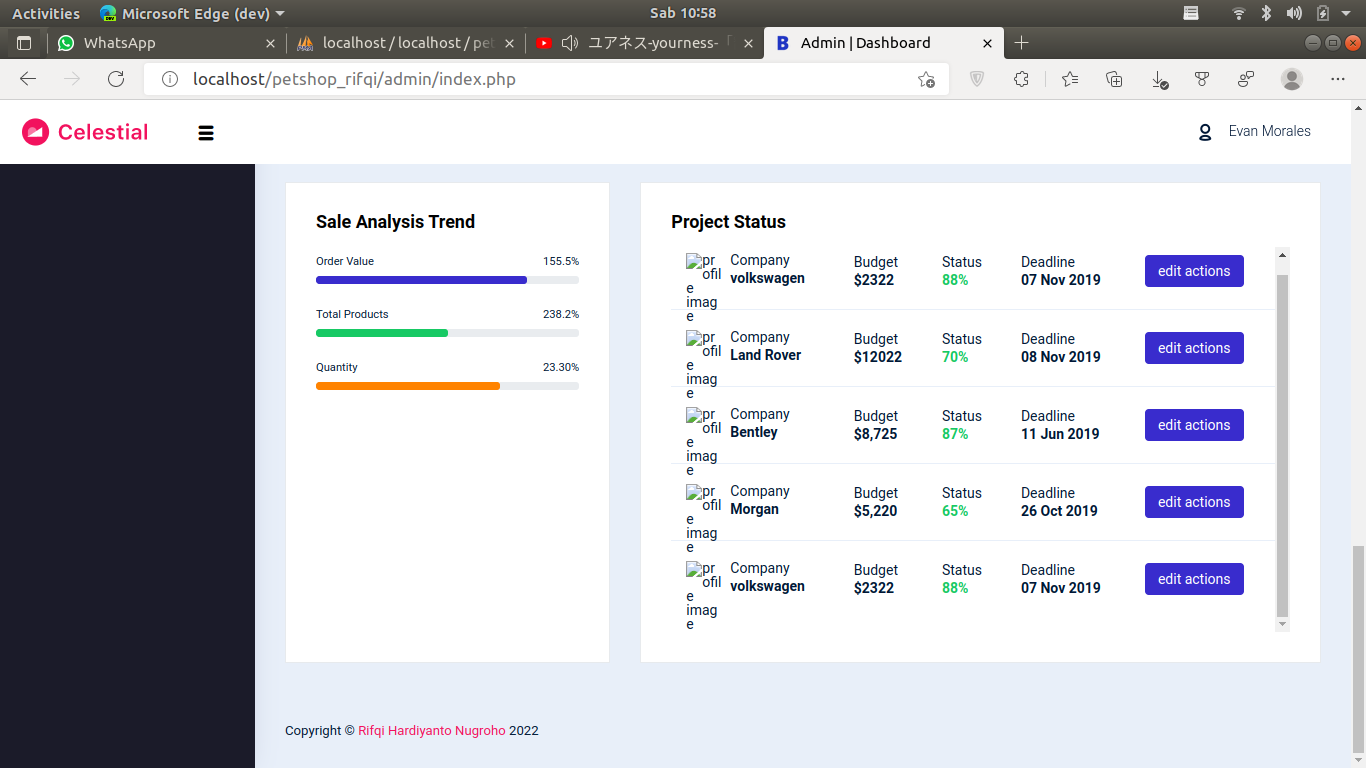 Activities
Microsoft Edge (dev)
Sab 10:58
WhatsApp
localhost / localhost / pet
ユアネス-yourness-「
Admin | Dashboard
localhost/petshop_rifqi/admin/index.php
Celestial
Evan Morales
Sale Analysis Trend
Order Value 155.5%
Total Products 238.2%
Quantity 23.30%
Project Status
profile image
Company
volkswagen
Budget
$2322
Status
88%
Deadline
07 Nov 2019
edit actions
profile image
Company
Land Rover
Budget
$12022
Status
70%
Deadline
08 Nov 2019
edit actions
profile image
Company
Bentley
Budget
$8,725
Status
87%
Deadline
11 Jun 2019
edit actions
profile image
Company
Morgan
Budget
$5,220
Status
65%
Deadline
26 Oct 2019
edit actions
profile image
Company
volkswagen
Budget
$2322
Status
88%
Deadline
07 Nov 2019
edit actions
Copyright © Rifqi Hardiyanto Nugroho 2022